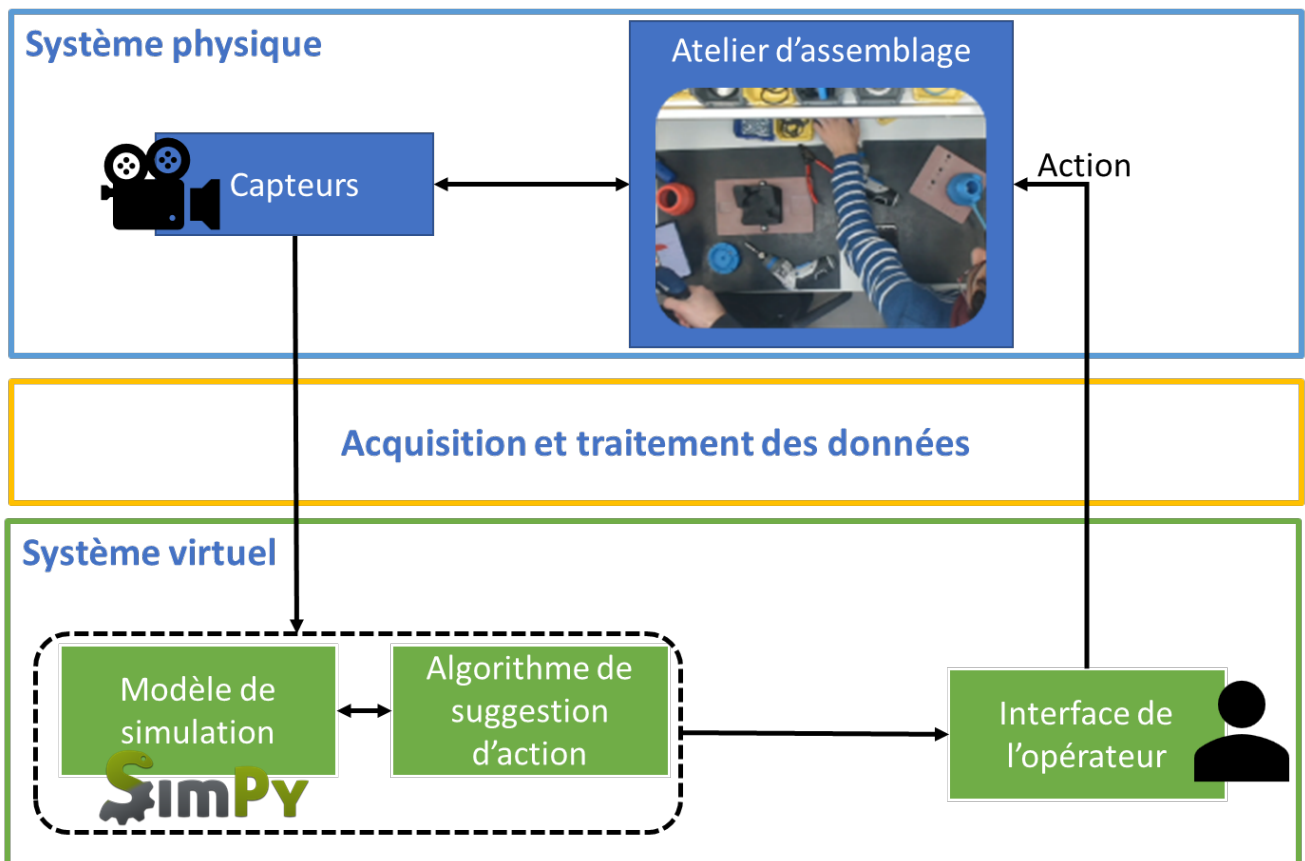 Système physique
Atelier d’assemblage
Capteurs
Action
Acquisition et traitement des données
Système virtuel
Modèle de
simulation
SimPy
Algorithme de
suggestion
d’action
Interface de
l’opérateur